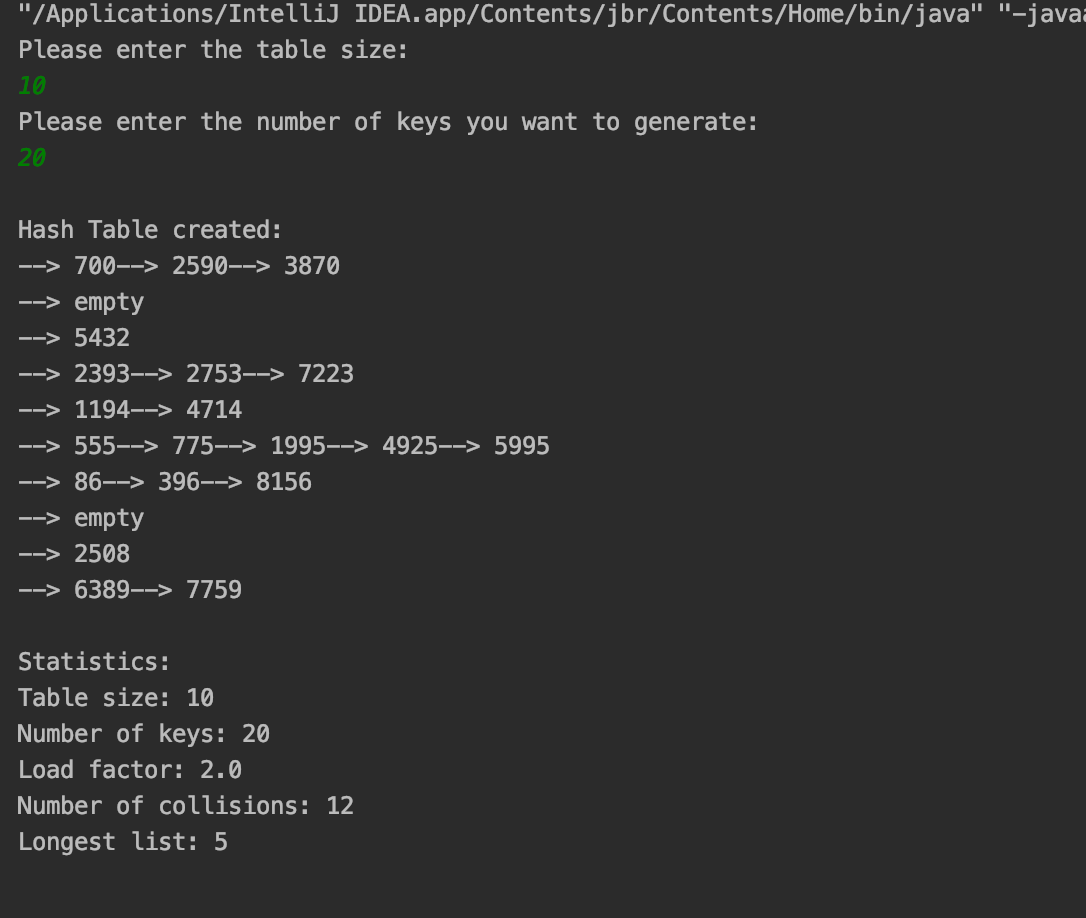 "/Applications/IntelliJ IDEA.app/Contents/jbr/Contents/Home/bin/java" "-java
Please enter the table size:
10
Please enter the number of keys you want to generate:
20
Hash Table created:
--> 700--> 2590--> 3870
--> empty
--> 5432
--> 2393--> 2753--> 7223
--> 1194--> 4714
--> 555--> 775--> 1995--> 4925--> 5995
--> 86--> 396--> 8156
--> empty
--> 2508
--> 6389--> 7759
Statistics:
Table size: 10
Number of keys: 20
Load factor: 2.0
Number of collisions: 12
Longest list: 5